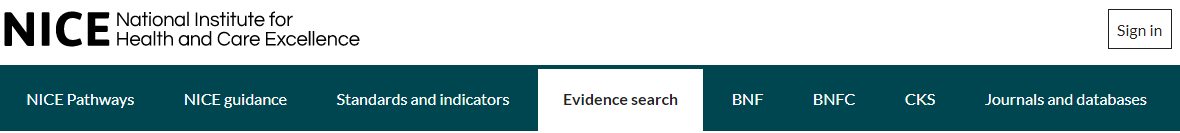 NICE National Institute for
Health and Care Excellence
Sign in
NICE Pathways NICE guidance Standards and indicators Evidence search BNF BNFC CKS Journals and databases